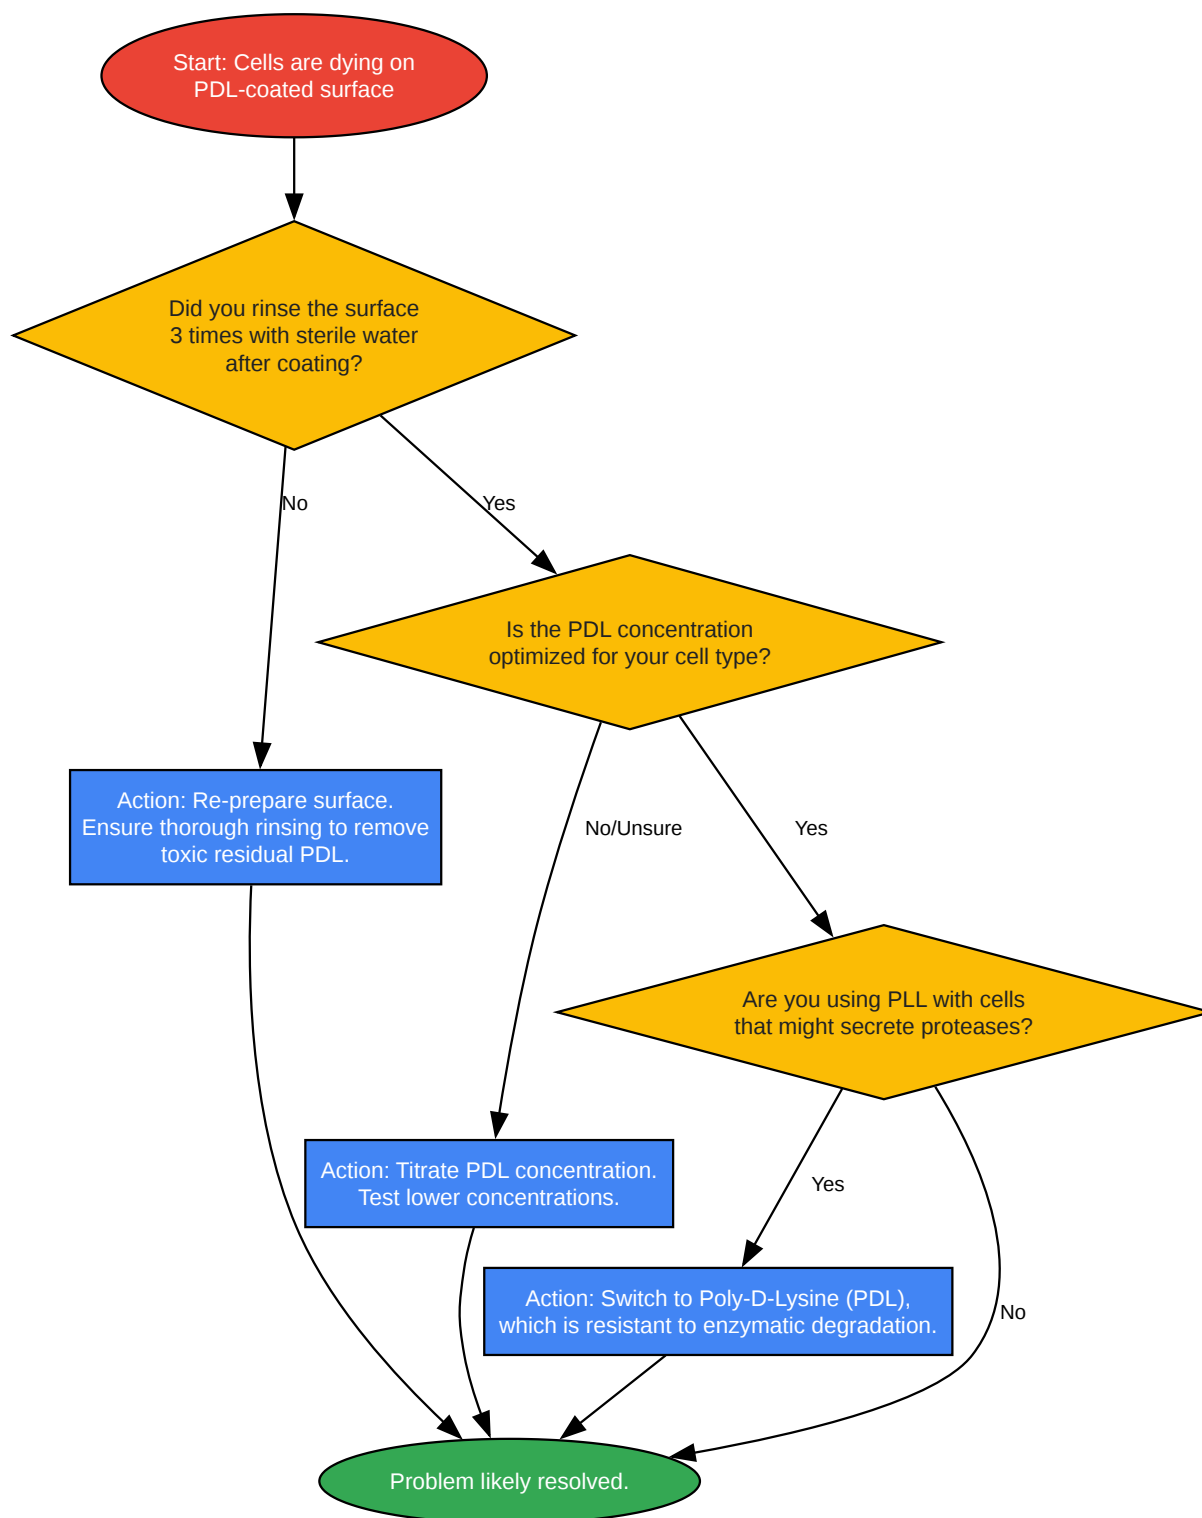 Start: Cells are dying on
PDL-coated surface
Did you rinse the surface
3 times with sterile water
after coating?
No
Yes
Is the PDL concentration
optimized for your cell type?
Action: Re-prepare surface.
Ensure thorough rinsing to remove
toxic residual PDL.
No/Unsure
Yes
Are you using PLL with cells
that might secrete proteases?
Action: Titrate PDL concentration.
Test lower concentrations.
Yes
Action: Switch to Poly-D-Lysine (PDL),
which is resistant to enzymatic degradation.
No
Problem likely resolved.